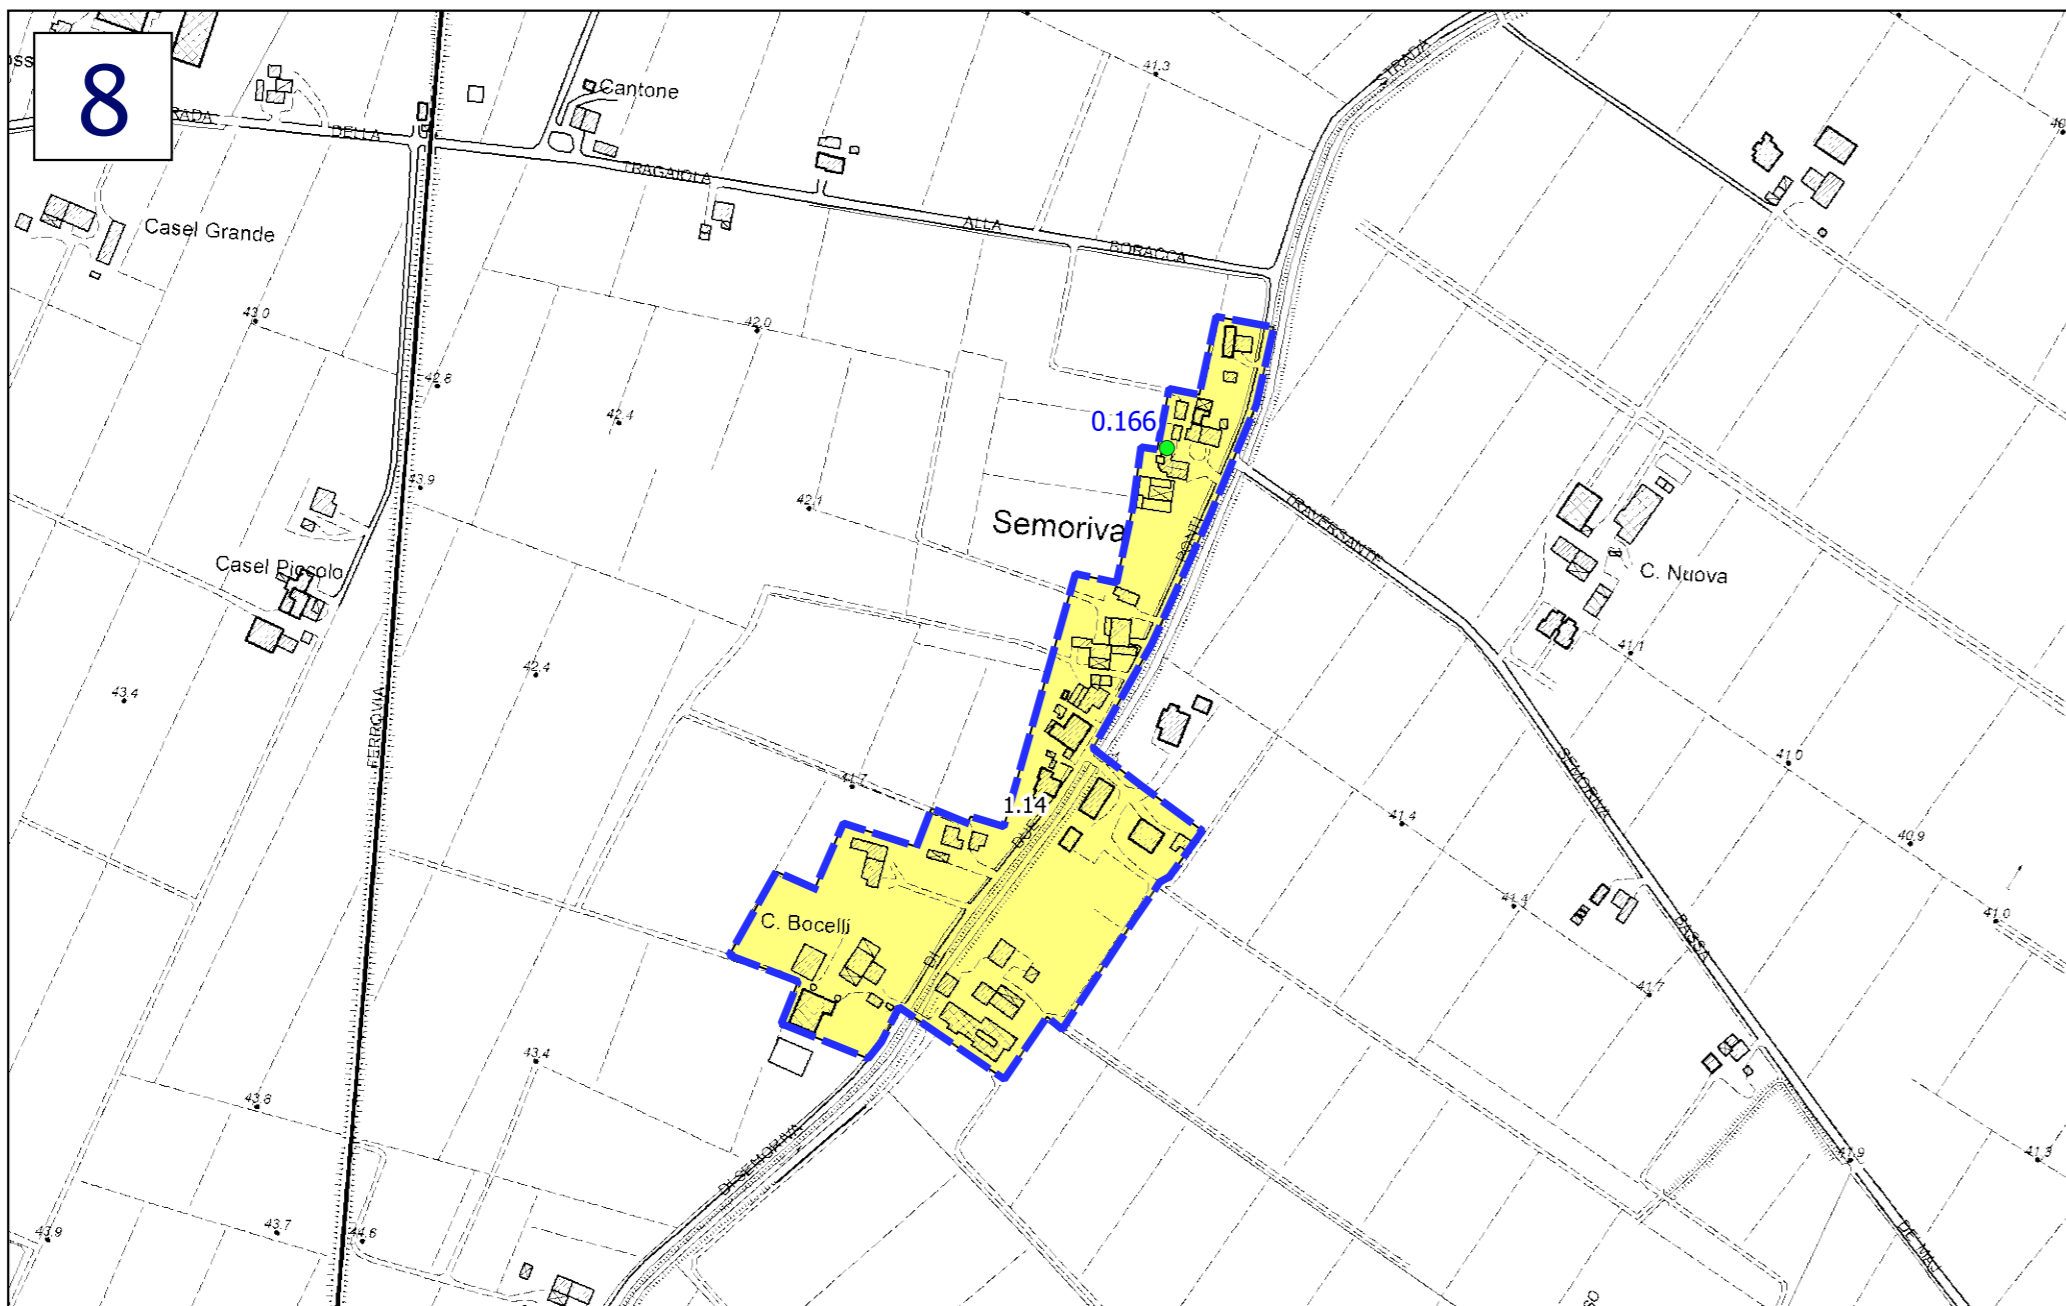 8
41.3
STRADA
Cantone
DELLA
TRAGAIOLA
ALLA
BORACCA
Casel Grande
43.0
42.0
42.8
42.4
0.166
43.9
42.1
Semoriva
PONTI
TRAVERSANTE
Casel Piccolo
C. Nuova
41.1
42.4
43.4
FERROVIA
41.7
41.0
SEMORIVA
1.14
41.4
40.9
DUE
C. Bocelli
41.4
41.0
BASSA
DI
41.7
43.4
43.8
DI SEMORIVA
41.9
41.3
43.9
43.7
44.6